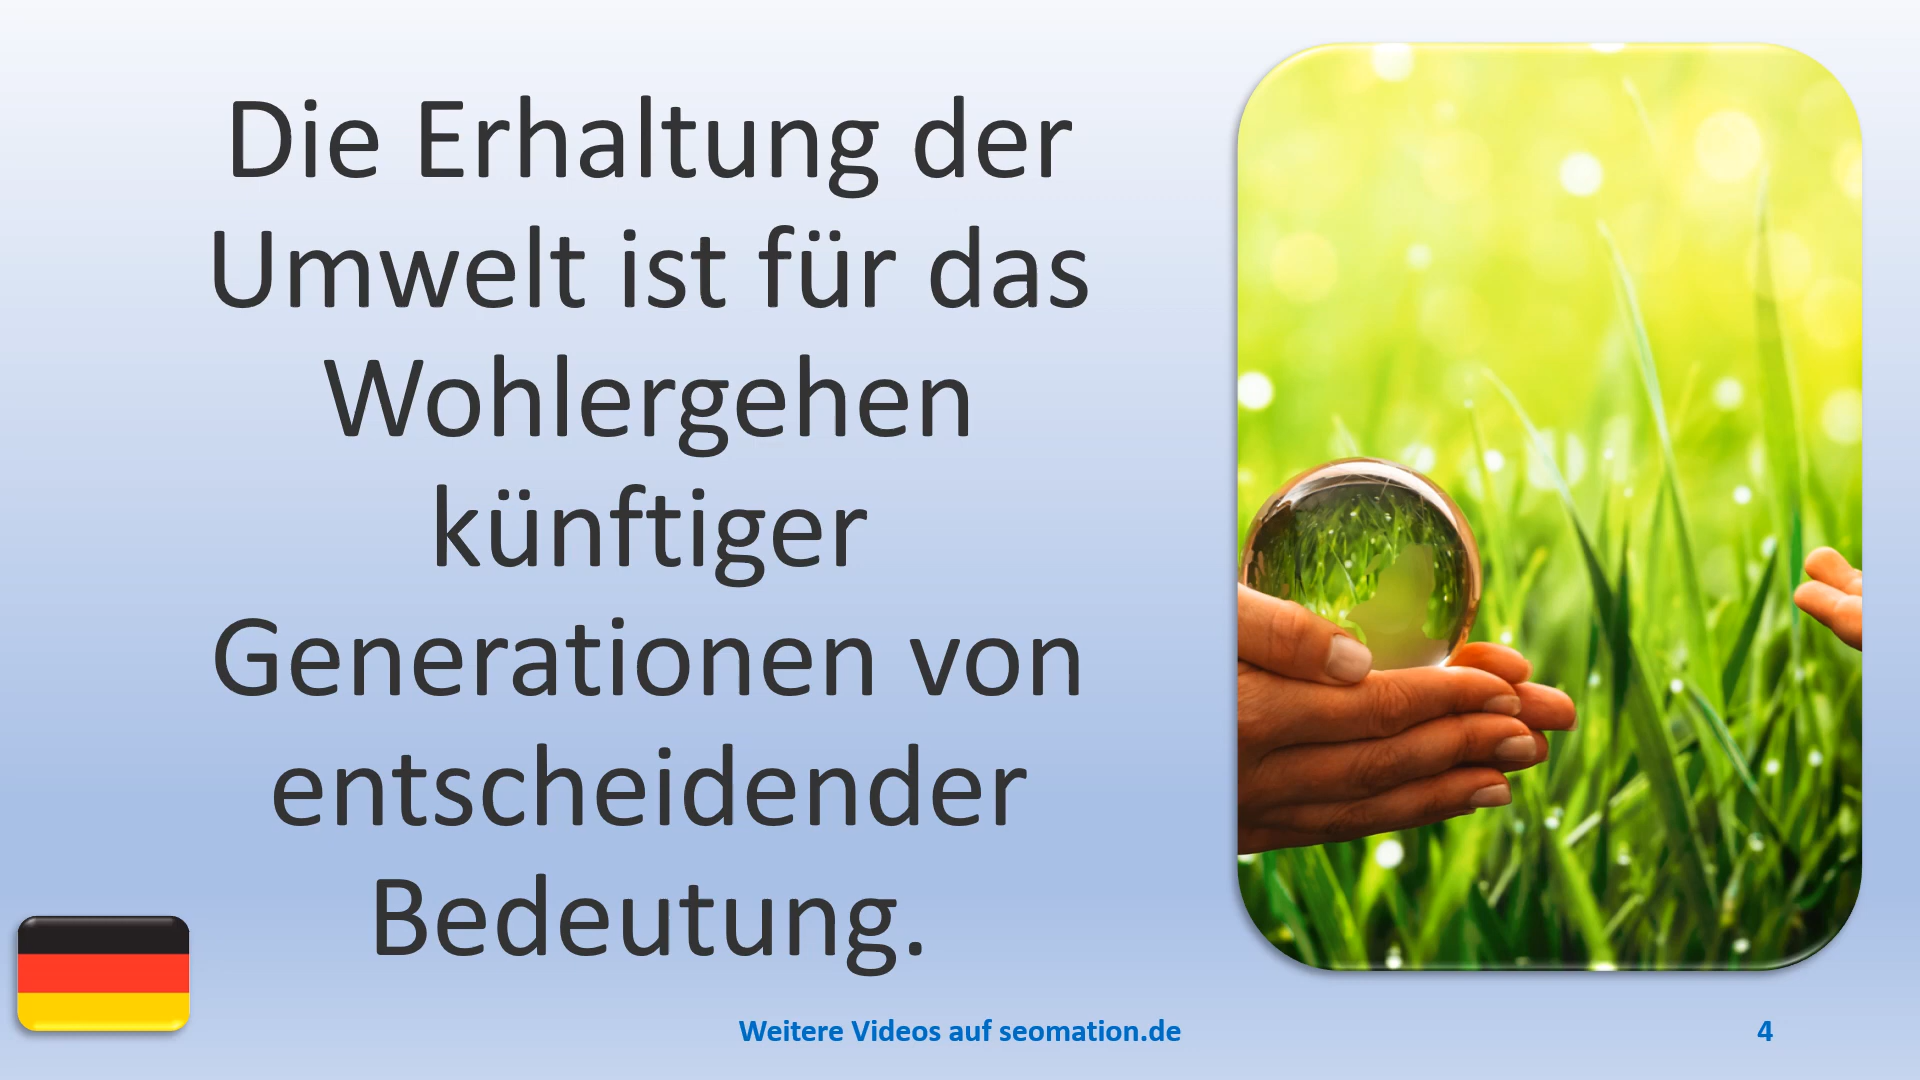 Die Erhaltung der
Umwelt ist für das
Wohlergehen
künftiger
Generationen von
entscheidender
Bedeutung.
Weitere Videos auf seomation.de
4